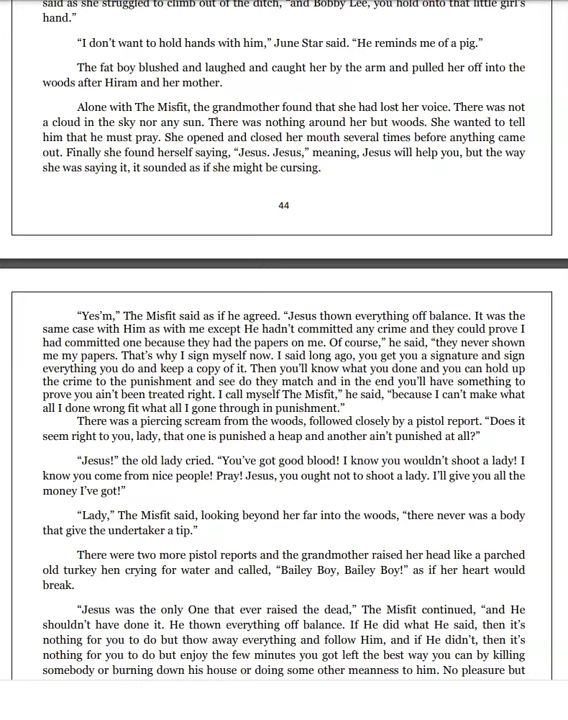 said as she struggled to climb out of the ditch, “and Bobby Lee, you hold onto that little girl’s
hand.”
“I don’t want to hold hands with him,” June Star said. “He reminds me of a pig.”
The fat boy blushed and laughed and caught her by the arm and pulled her off into the
woods after Hiram and her mother.
Alone with The Misfit, the grandmother found that she had lost her voice. There was not
a cloud in the sky nor any sun. There was nothing around her but woods. She wanted to tell
him that he must pray. She opened and closed her mouth several times before anything came
out. Finally she found herself saying, “Jesus. Jesus,” meaning, Jesus will help you, but the way
she was saying it, it sounded as if she might be cursing.
44
“Yes’m,” The Misfit said as if he agreed. “Jesus thown everything off balance. It was the
same case with Him as with me except He hadn’t committed any crime and they could prove I
had committed one because they had the papers on me. Of course,” he said, “they never shown
me my papers. That’s why I sign myself now. I said long ago, you get you a signature and sign
everything you do and keep a copy of it. Then you’ll know what you done and you can hold up
the crime to the punishment and see do they match and in the end you’ll have something to
prove you ain’t been treated right. I call myself The Misfit,” he said, “because I can’t make what
all I done wrong fit what all I gone through in punishment.”
There was a piercing scream from the woods, followed closely by a pistol report. “Does it
seem right to you, lady, that one is punished a heap and another ain’t punished at all?”
“Jesus!” the old lady cried. “You’ve got good blood! I know you wouldn’t shoot a lady! I
know you come from nice people! Pray! Jesus, you ought not to shoot a lady. I’ll give you all the
money I’ve got!”
“Lady,” The Misfit said, looking beyond her far into the woods, “there never was a body
that give the undertaker a tip.”
There were two more pistol reports and the grandmother raised her head like a parched
old turkey hen crying for water and called, “Bailey Boy, Bailey Boy!” as if her heart would
break.
“Jesus was the only One that ever raised the dead,” The Misfit continued, “and He
shouldn’t have done it. He thown everything off balance. If He did what He said, then it’s
nothing for you to do but thow away everything and follow Him, and if He didn’t, then it’s
nothing for you to do but enjoy the few minutes you got left the best way you can by killing
somebody or burning down his house or doing some other meanness to him. No pleasure but